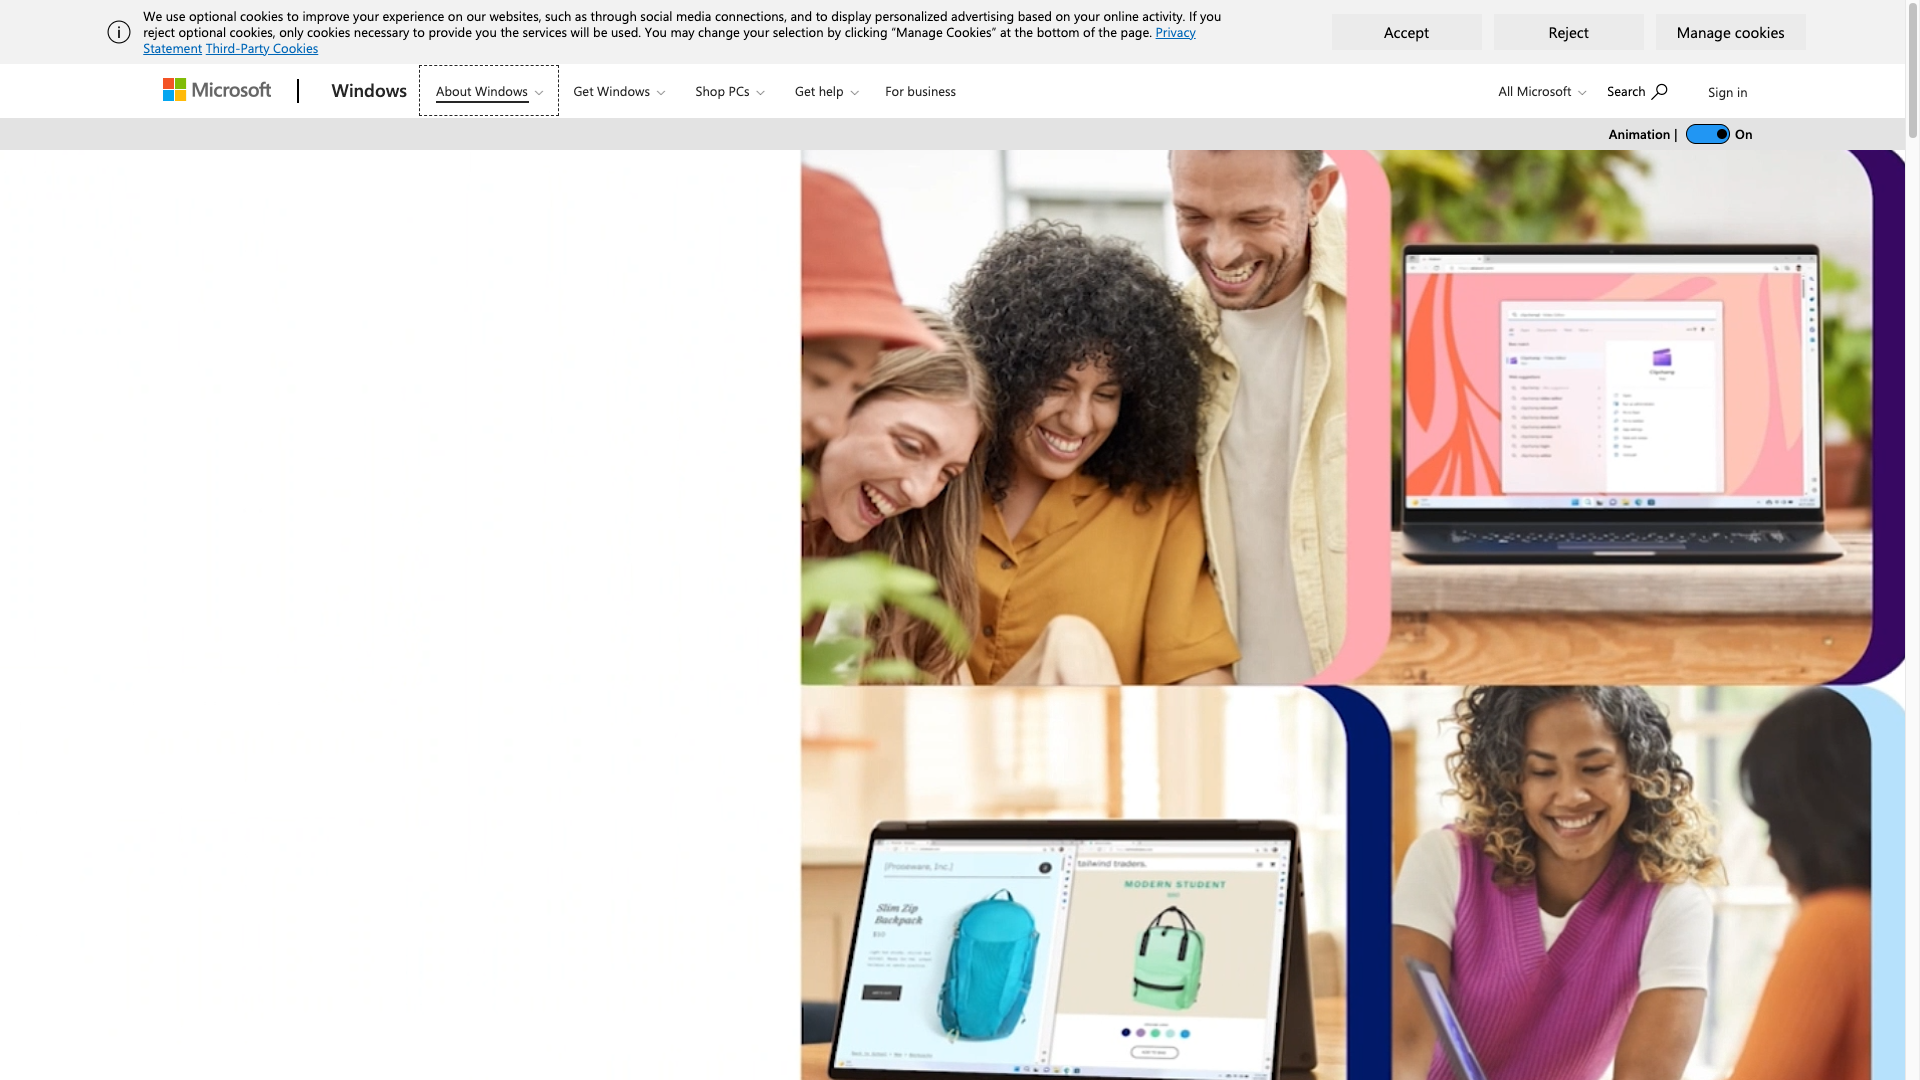 We use optional cookies to improve your experience on our websites, such as through social media connections, and to display personalized advertising based on your online activity. If you
reject optional cookies, only cookies necessary to provide you the services will be used. You may change your selection by clicking “Manage Cookies” at the bottom of the page. Privacy
Statement Third-Party Cookies
Accept
Reject
Manage cookies
Microsoft
Windows
About Windows
Get Windows
Shop PCs
Get help
For business
All Microsoft
Search
Sign in
Animation |
On
Clipchamp
[Proseware, Inc.]
Slim Zip
Backpack
tailwind traders.
MODERN STUDENT